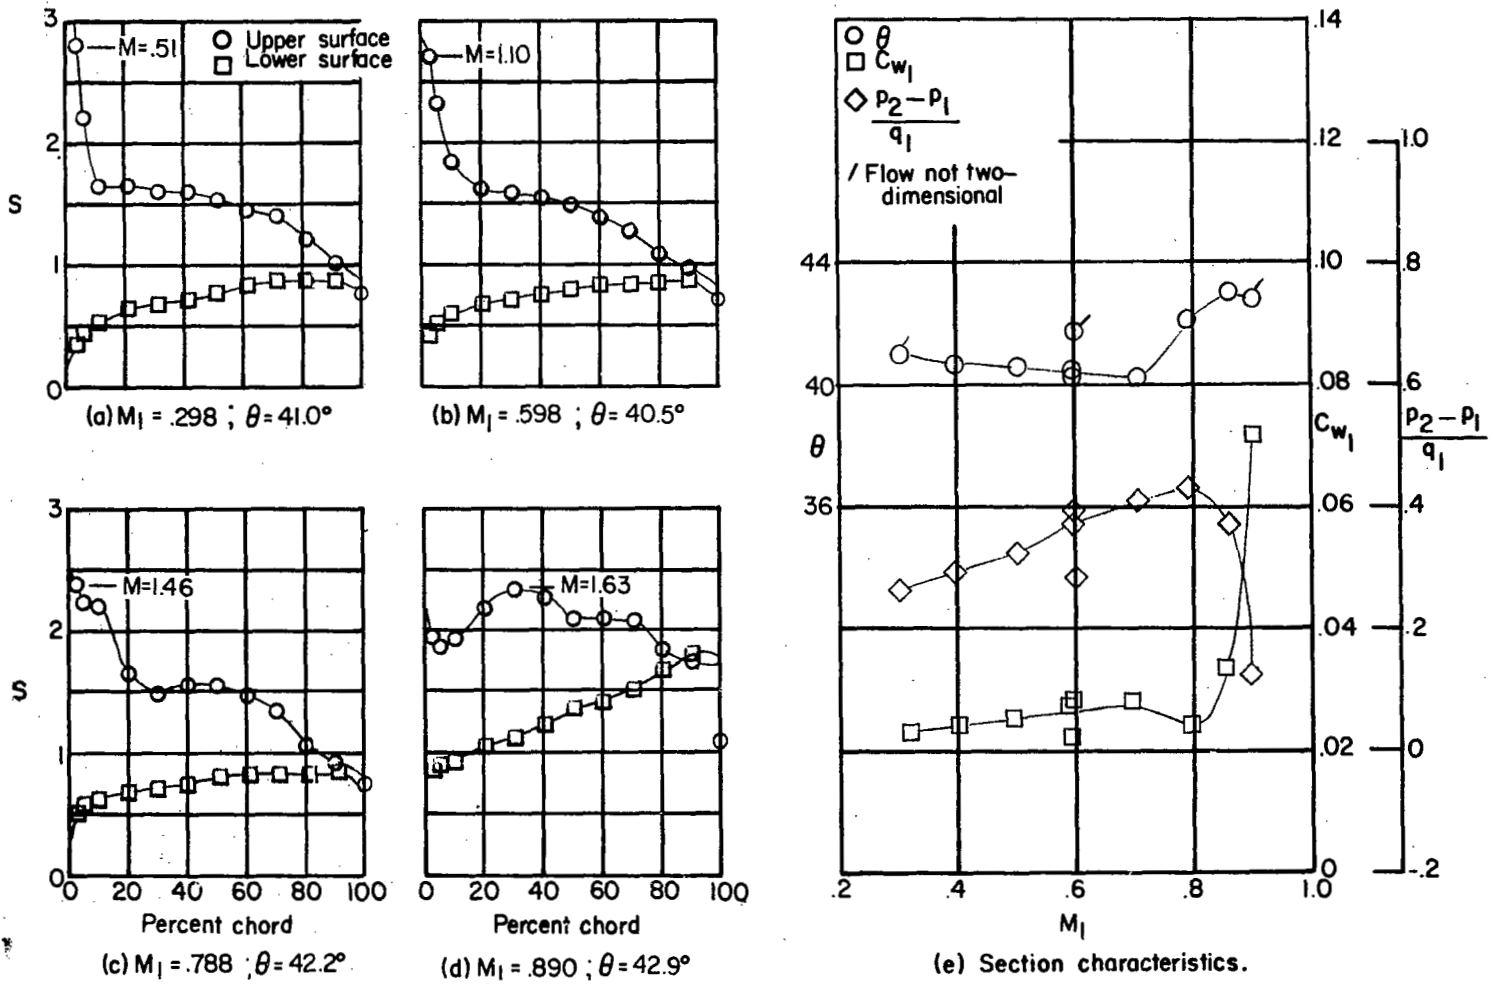 3
2
S
1
0
M=.51
Upper surface
Lower surface
(a) M₁ = .298 ; θ = 41.0°
M=1.10
(b) M₁ = .598 ; θ = 40.5°
3
2
S
1
0
M=1.46
0 20 40 60 80 100
Percent chord
(c) M₁ = .788 ; θ = 42.2°
M=1.63
0 20 40 60 80 100
Percent chord
(d) M₁ = .890 ; θ = 42.9°
θ
C_w₁
p₂ – p₁
q₁
/ Flow not two-
dimensional
44
40
θ
36
.14
.12
.10
.08
C_w₁
.06
.04
.02
.0
1.0
.8
.6
p₂ – p₁
q₁
.4
.2
0
-.2
.2 .4 .6 .8 1.0
M₁
(e) Section characteristics.